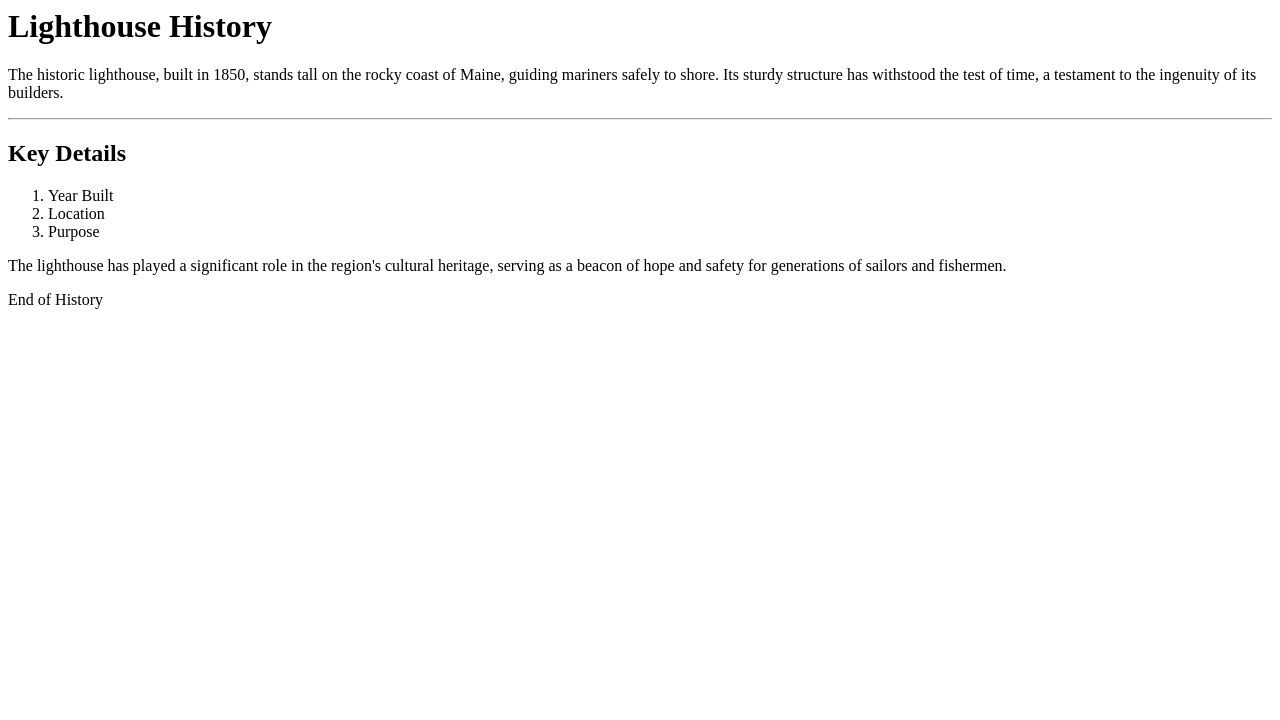 Lighthouse History
The historic lighthouse, built in 1850, stands tall on the rocky coast of Maine, guiding mariners safely to shore. Its sturdy structure has withstood the test of time, a testament to the ingenuity of its
builders.
Key Details
1. Year Built
2. Location
3. Purpose
The lighthouse has played a significant role in the region's cultural heritage, serving as a beacon of hope and safety for generations of sailors and fishermen.
End of History